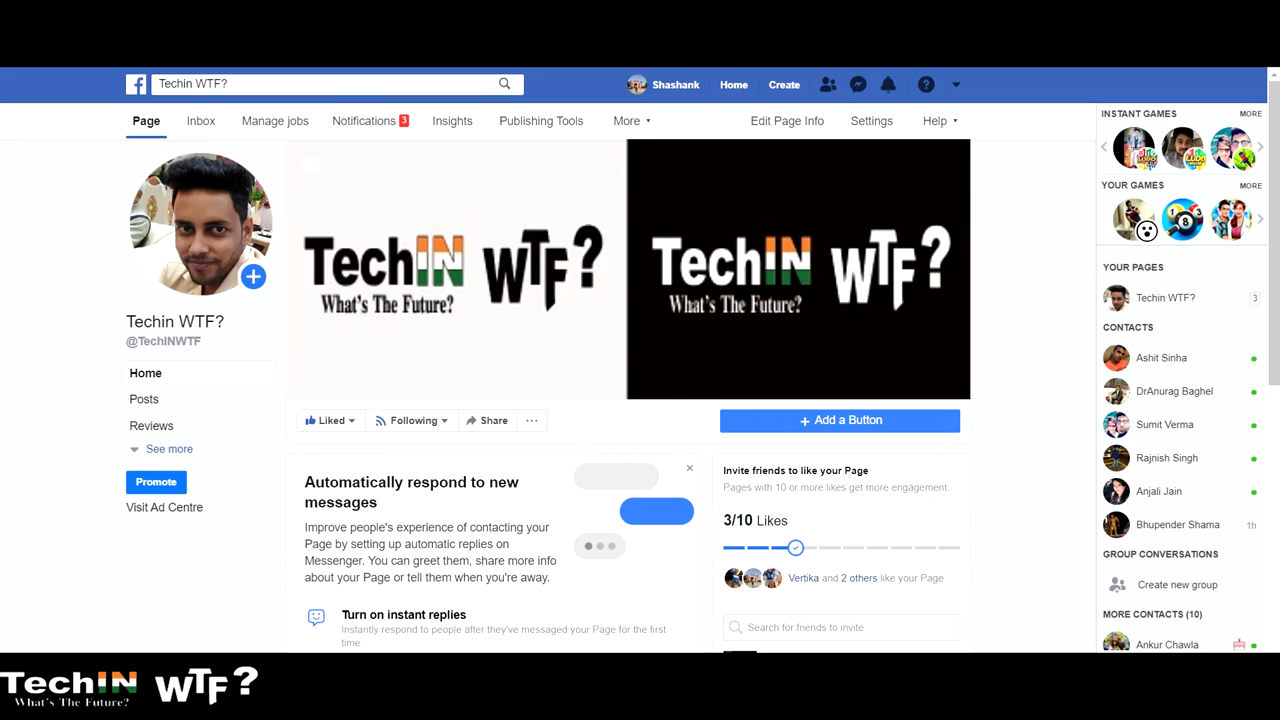 Techin WTF?
Shashank Home Create
Page Inbox Manage jobs Notifications 3 Insights Publishing Tools More Edit Page Info Settings Help
Techin WTF?
@TechINWTF
Home
Posts
Reviews
See more
Promote
Visit Ad Centre
TechIN WTF?
What's The Future?
TechIN WTF?
What's The Future?
Liked Following Share ...
+ Add a Button
Automatically respond to new
messages
Improve people's experience of contacting your
Page by setting up automatic replies on
Messenger. You can greet them, share more info
about your Page or tell them when you're away.
Turn on instant replies
Instantly respond to people after they've messaged your Page for the first
time
Invite friends to like your Page
Pages with 10 or more likes get more engagement.
3/10 Likes
Vertika and 2 others like your Page
Search for friends to invite
INSTANT GAMES MORE
YOUR GAMES MORE
8
YOUR PAGES
Techin WTF? 3
CONTACTS
Ashit Sinha
DrAnurag Baghel
Sumit Verma
Rajnish Singh
Anjali Jain
Bhupender Shama 1h
GROUP CONVERSATIONS
Create new group
MORE CONTACTS (10)
Ankur Chawla
TechIN WTF?
What's The Future?